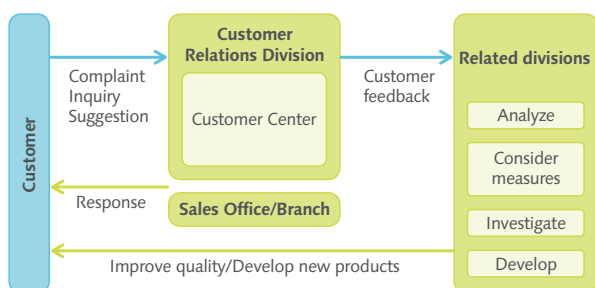 Customer
Complaint
Inquiry
Suggestion
Customer
Relations Division
Customer Center
Customer
feedback
Related divisions
Analyze
Consider
measures
Investigate
Develop
Response
Sales Office/Branch
Improve quality/Develop new products